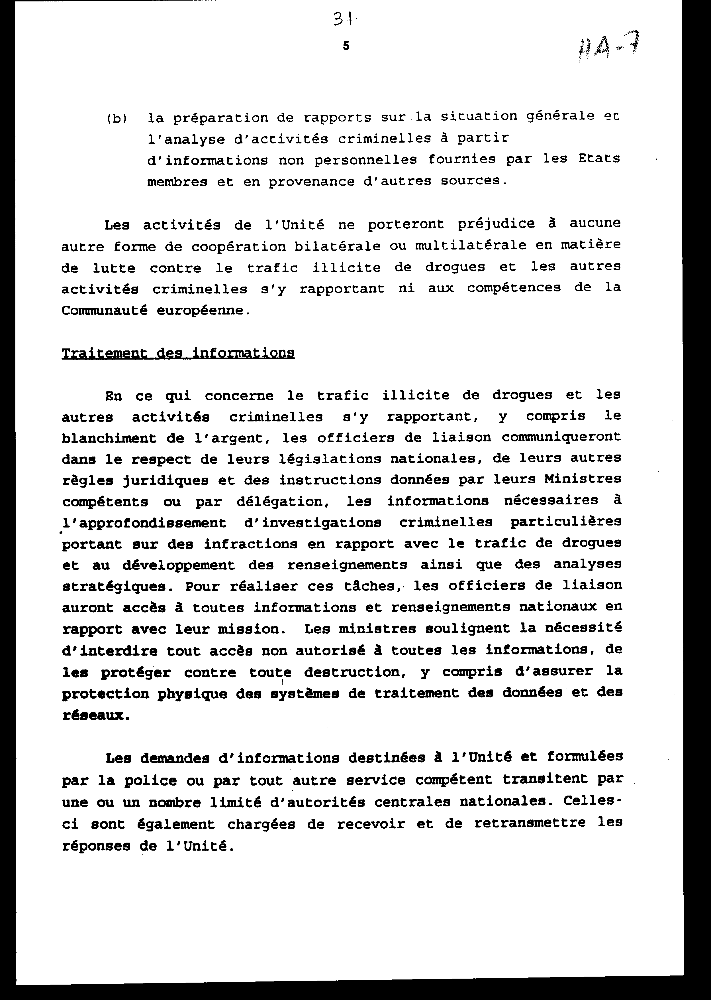 31
5
HA-7
(b) la préparation de rapports sur la situation générale et
l'analyse d'activités criminelles à partir
d'informations non personnelles fournies par les Etats
membres et en provenance d'autres sources.
Les activités de l'Unité ne porteront préjudice à aucune
autre forme de coopération bilatérale ou multilatérale en matière
de lutte contre le trafic illicite de drogues et les autres
activités criminelles s'y rapportant ni aux compétences de la
Communauté européenne.
Traitement des informations
En ce qui concerne le trafic illicite de drogues et les
autres activités criminelles s'y rapportant, y compris le
blanchiment de l'argent, les officiers de liaison communiqueront
dans le respect de leurs législations nationales, de leurs autres
règles juridiques et des instructions données par leurs Ministres
compétents ou par délégation, les informations nécessaires à
l'approfondissement d'investigations criminelles particulières
portant sur des infractions en rapport avec le trafic de drogues
et au développement des renseignements ainsi que des analyses
stratégiques. Pour réaliser ces tâches, les officiers de liaison
auront accès à toutes informations et renseignements nationaux en
rapport avec leur mission. Les ministres soulignent la nécessité
d'interdire tout accès non autorisé à toutes les informations, de
les protéger contre toute destruction, y compris d'assurer la
protection physique des systèmes de traitement des données et des
réseaux.
Les demandes d'informations destinées à l'Unité et formulées
par la police ou par tout autre service compétent transitent par
une ou un nombre limité d'autorités centrales nationales. Celles-
ci sont également chargées de recevoir et de retransmettre les
réponses de l'Unité.